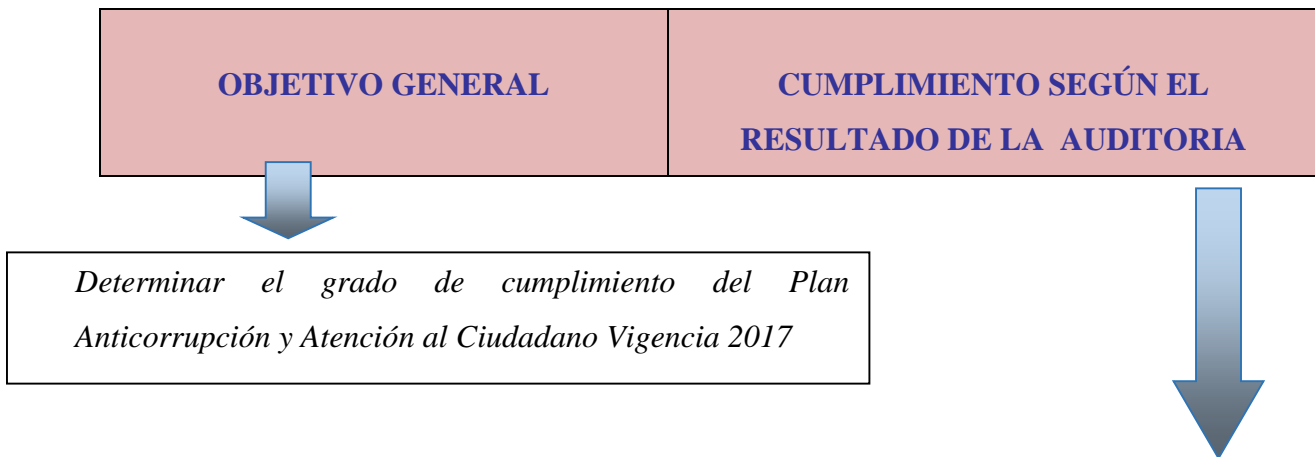 OBJETIVO GENERAL
CUMPLIMIENTO SEGÚN EL
RESULTADO DE LA AUDITORIA
Determinar el grado de cumplimiento del Plan
Anticorrupción y Atención al Ciudadano Vigencia 2017